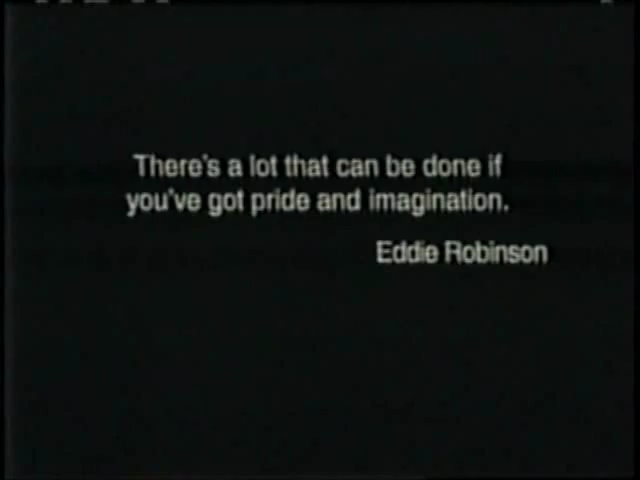 There's a lot that can be done if
you've got pride and imagination.
Eddie Robinson